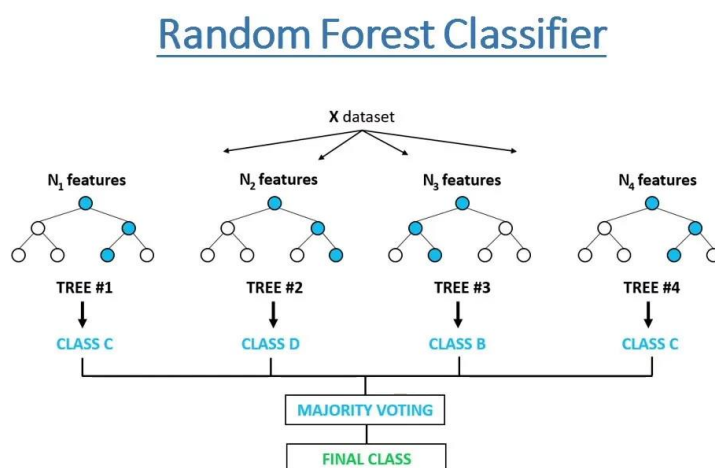 Random Forest Classifier
X dataset
N₁ features N₂ features N₃ features N₄ features
TREE #1 TREE #2 TREE #3 TREE #4
CLASS C CLASS D CLASS B CLASS C
MAJORITY VOTING
FINAL CLASS